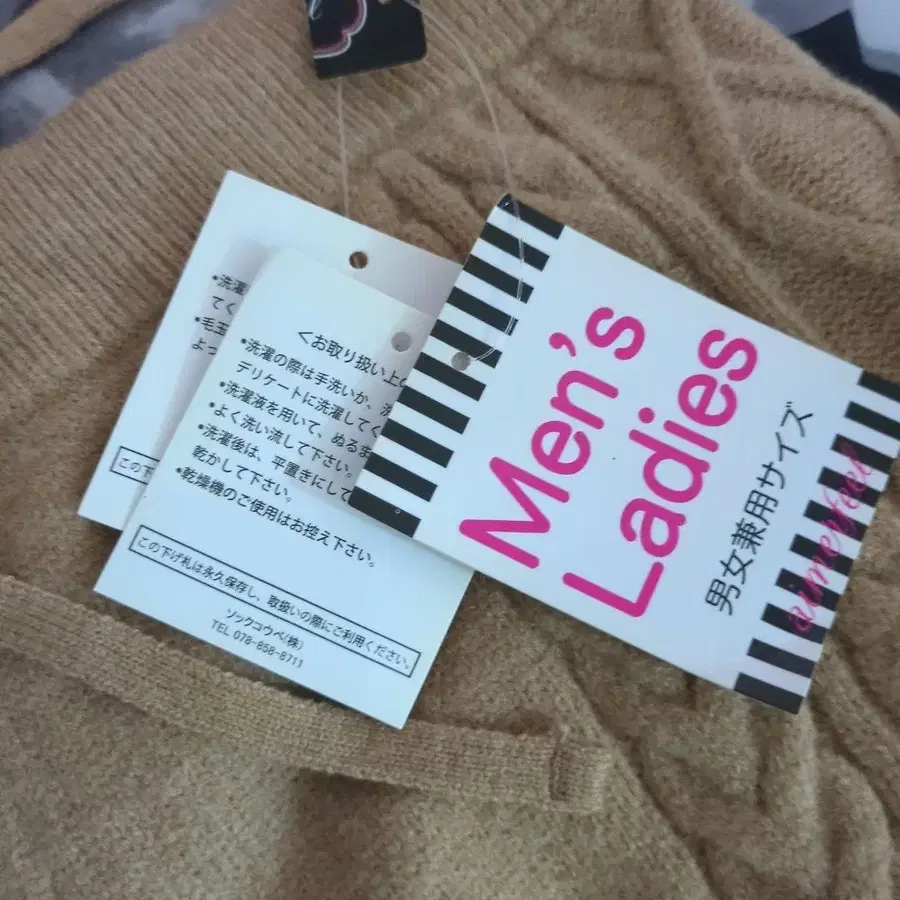 ・洗濯
てく
・毛玉
よっ
この下
<お取り扱い上の
・洗濯の際は手洗いか、洗
デリケートに洗濯してく
・洗濯液を用いて、ぬるま
・よく洗い流して下さい。
・洗濯後は、平置きにして
乾かして下さい。
・乾燥機のご使用はお控え下さい。
この下げ札は永久保存し、取扱いの際にご利用ください。
ソックコウベ(株)
TEL 078-858-8711
Men's
Ladies
男女兼用サイズ
aimerfeel